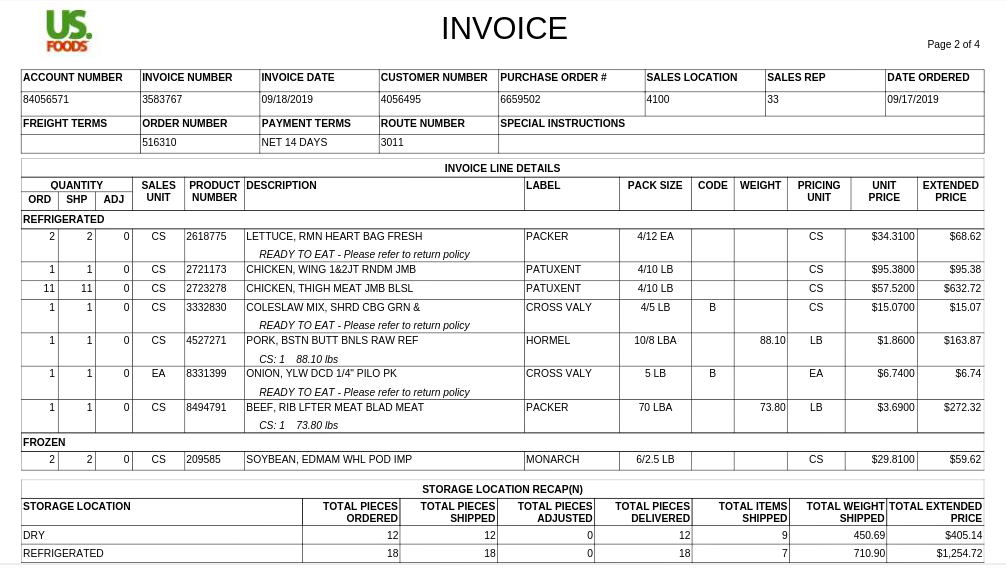 US.
FOODS
INVOICE
Page 2 of 4
ACCOUNT NUMBER INVOICE NUMBER INVOICE DATE CUSTOMER NUMBER PURCHASE ORDER # SALES LOCATION SALES REP DATE ORDERED
84056571 3583767 09/18/2019 4056495 6659502 4100 33 09/17/2019
FREIGHT TERMS ORDER NUMBER PAYMENT TERMS ROUTE NUMBER SPECIAL INSTRUCTIONS
516310 NET 14 DAYS 3011
INVOICE LINE DETAILS
QUANTITY SALES UNIT PRODUCT NUMBER DESCRIPTION LABEL PACK SIZE CODE WEIGHT PRICING UNIT UNIT PRICE EXTENDED PRICE
ORD SHP ADJ
REFRIGERATED
2 2 0 CS 2618775 LETTUCE, RMN HEART BAG FRESH PACKER 4/12 EA CS $34.3100 $68.62
READY TO EAT - Please refer to return policy
1 1 0 CS 2721173 CHICKEN, WING 1&2JT RNDM JMB PATUXENT 4/10 LB CS $95.3800 $95.38
11 11 0 CS 2723278 CHICKEN, THIGH MEAT JMB BLSL PATUXENT 4/10 LB CS $57.5200 $632.72
1 1 0 CS 3332830 COLESLAW MIX, SHRD CBG GRN & CROSS VALY 4/5 LB B CS $15.0700 $15.07
READY TO EAT - Please refer to return policy
1 1 0 CS 4527271 PORK, BSTN BUTT BNLS RAW REF HORMEL 10/8 LBA 88.10 LB $1.8600 $163.87
CS: 1 88.10 lbs
1 1 0 EA 8331399 ONION, YLW DCD 1/4" PILO PK CROSS VALY 5 LB B EA $6.7400 $6.74
READY TO EAT - Please refer to return policy
1 1 0 CS 8494791 BEEF, RIB LFTER MEAT BLAD MEAT PACKER 70 LBA 73.80 LB $3.6900 $272.32
CS: 1 73.80 lbs
FROZEN
2 2 0 CS 209585 SOYBEAN, EDMAM WHL POD IMP MONARCH 6/2.5 LB CS $29.8100 $59.62
STORAGE LOCATION RECAP(N)
STORAGE LOCATION TOTAL PIECES ORDERED TOTAL PIECES SHIPPED TOTAL PIECES ADJUSTED TOTAL PIECES DELIVERED TOTAL ITEMS SHIPPED TOTAL WEIGHT SHIPPED TOTAL EXTENDED PRICE
DRY 12 12 0 12 9 450.69 $405.14
REFRIGERATED 18 18 0 18 7 710.90 $1,254.72